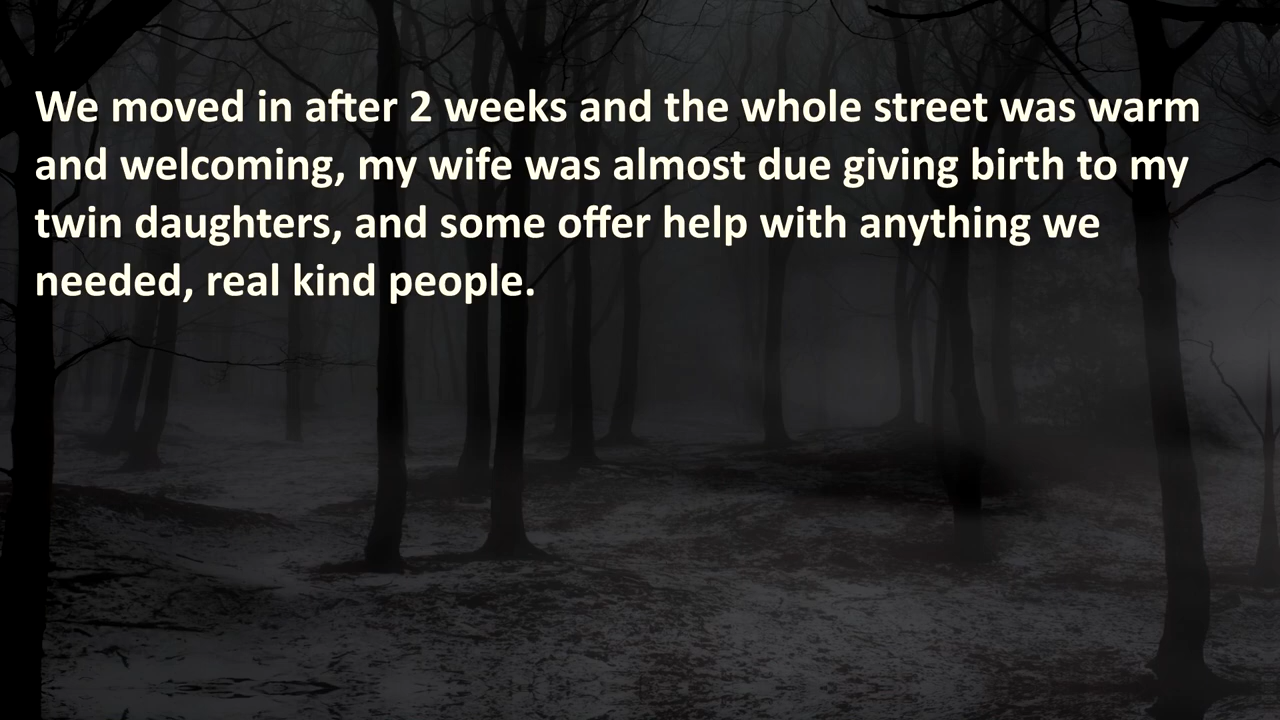 We moved in after 2 weeks and the whole street was warm
and welcoming, my wife was almost due giving birth to my
twin daughters, and some offer help with anything we
needed, real kind people.